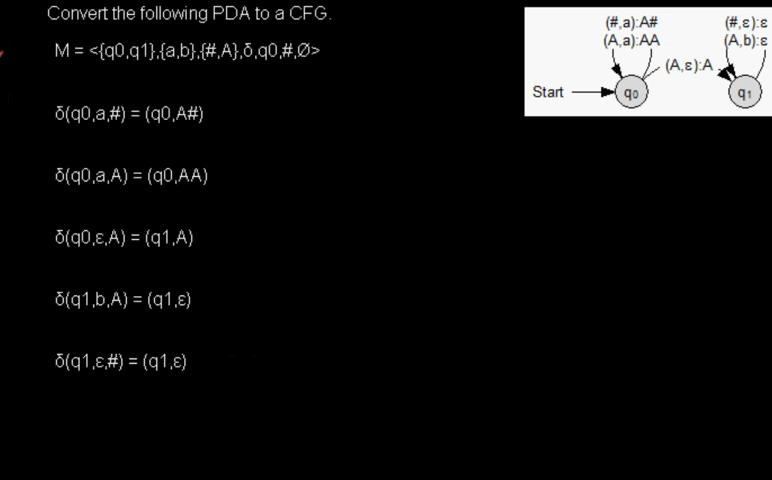 Convert the following PDA to a CFG.
M = <{q0,q1},{a,b},{#,A},δ,q0,#,Ø>
δ(q0,a,#) = (q0,A#)
δ(q0,a,A) = (q0,AA)
δ(q0,ε,A) = (q1,A)
δ(q1,b,A) = (q1,ε)
δ(q1,ε,#) = (q1,ε)
(#,a):A#
(A,a):AA
(#,ε):ε
(A,b):ε
(A,ε):A
Start
q0
q1